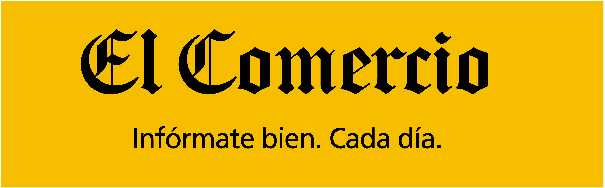 El Comercio
Infórmate bien. Cada día.